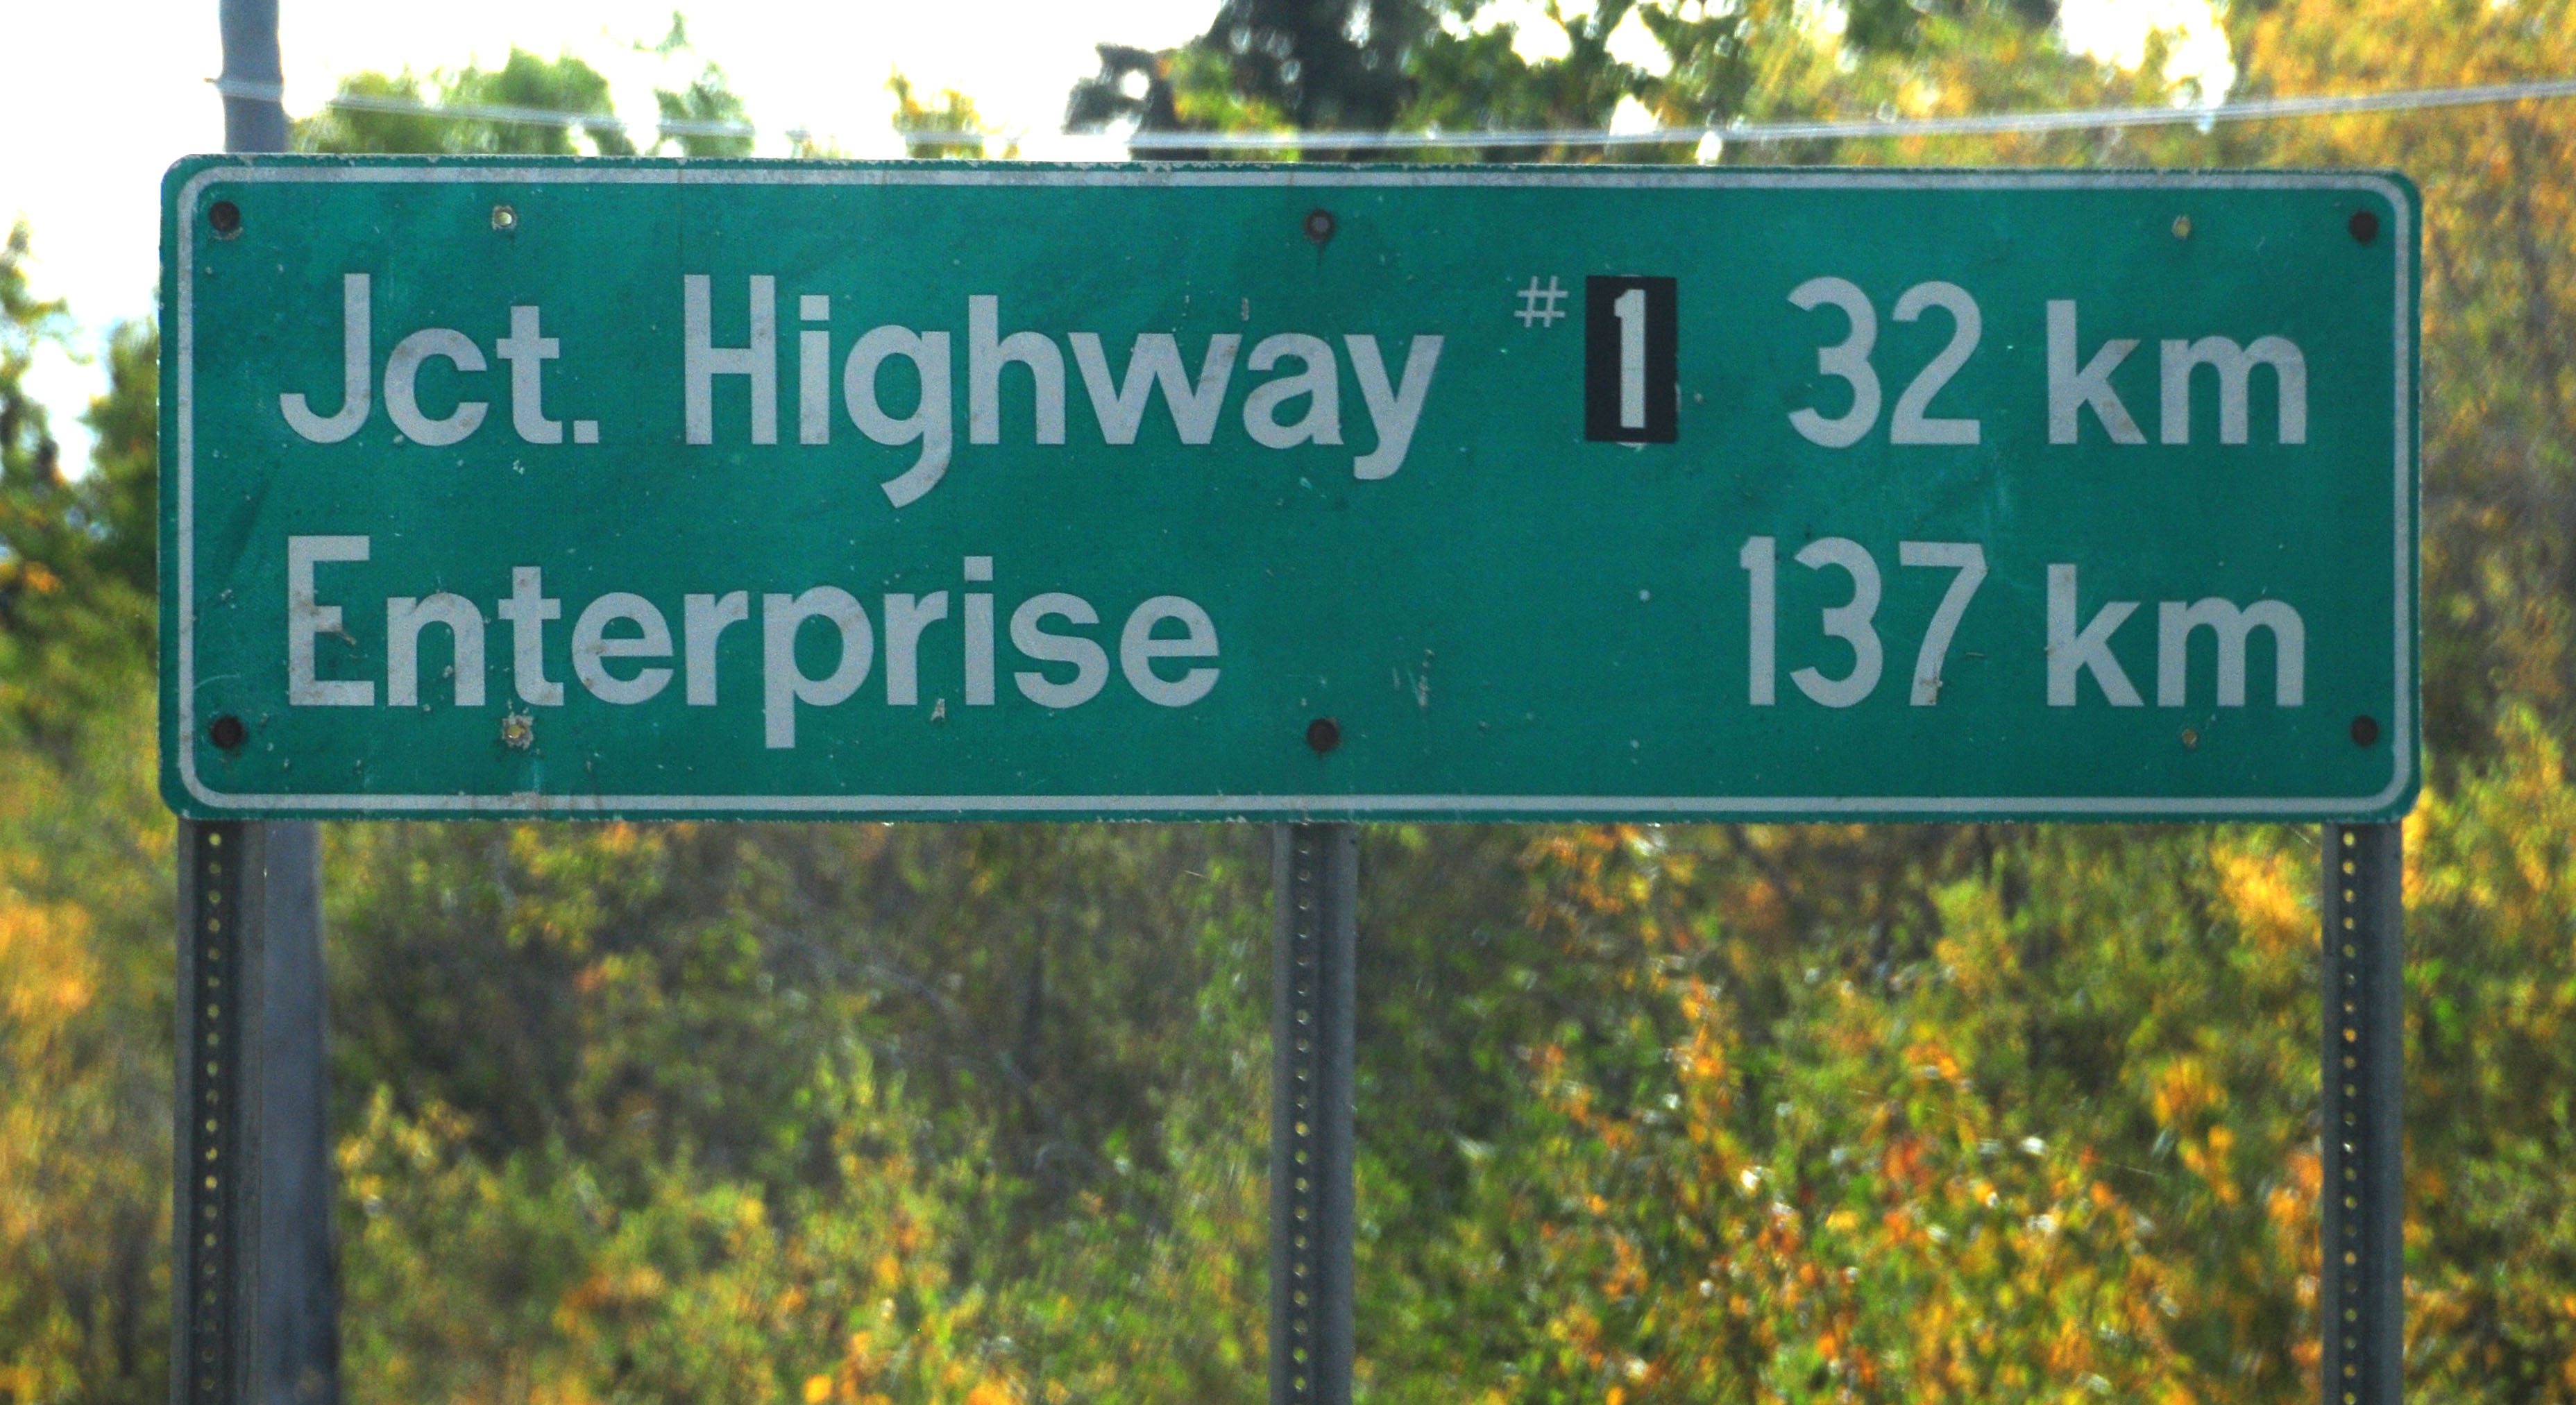 Jct. Highway #1 32 km
Enterprise 137 km